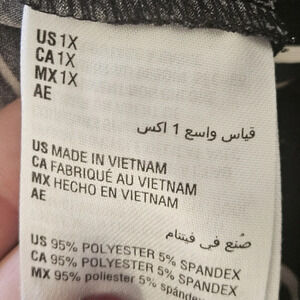 US 1X
CA 1X
MX 1X
AE
قياس واسع 1 اكس
US MADE IN VIETNAM
CA FABRIQUÉ AU VIETNAM
MX HECHO EN VIETNAM
AE
صُنع في فيتنام
US 95% POLYESTER 5% SPANDEX
CA 95% POLYESTER 5% SPANDEX
MX 95% poliester 5% spándex